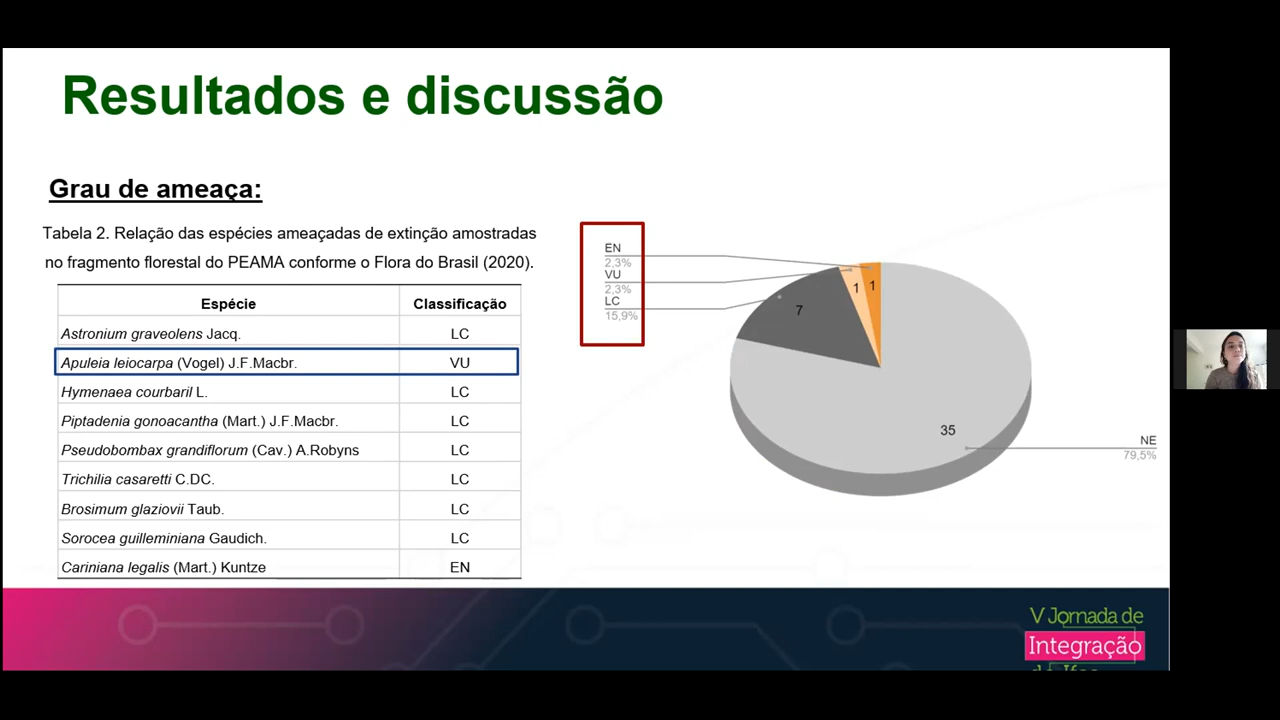 Resultados e discussão
Grau de ameaça:
Tabela 2. Relação das espécies ameaçadas de extinção amostradas
no fragmento florestal do PEAMA conforme o Flora do Brasil (2020).
Espécie Classificação
Astronium graveolens Jacq. LC
Apuleia leiocarpa (Vogel) J.F.Macbr. VU
Hymenaea courbaril L. LC
Piptadenia gonoacantha (Mart.) J.F.Macbr. LC
Pseudobombax grandiflorum (Cav.) A.Robyns LC
Trichilia casaretti C.DC. LC
Brosimum glaziovii Taub. LC
Sorocea guilleminiana Gaudich. LC
Cariniana legalis (Mart.) Kuntze EN
EN
2,3%
VU
2,3%
LC
15,9%
7
1
1
35
NE
79,5%
V Jornada de
Integração